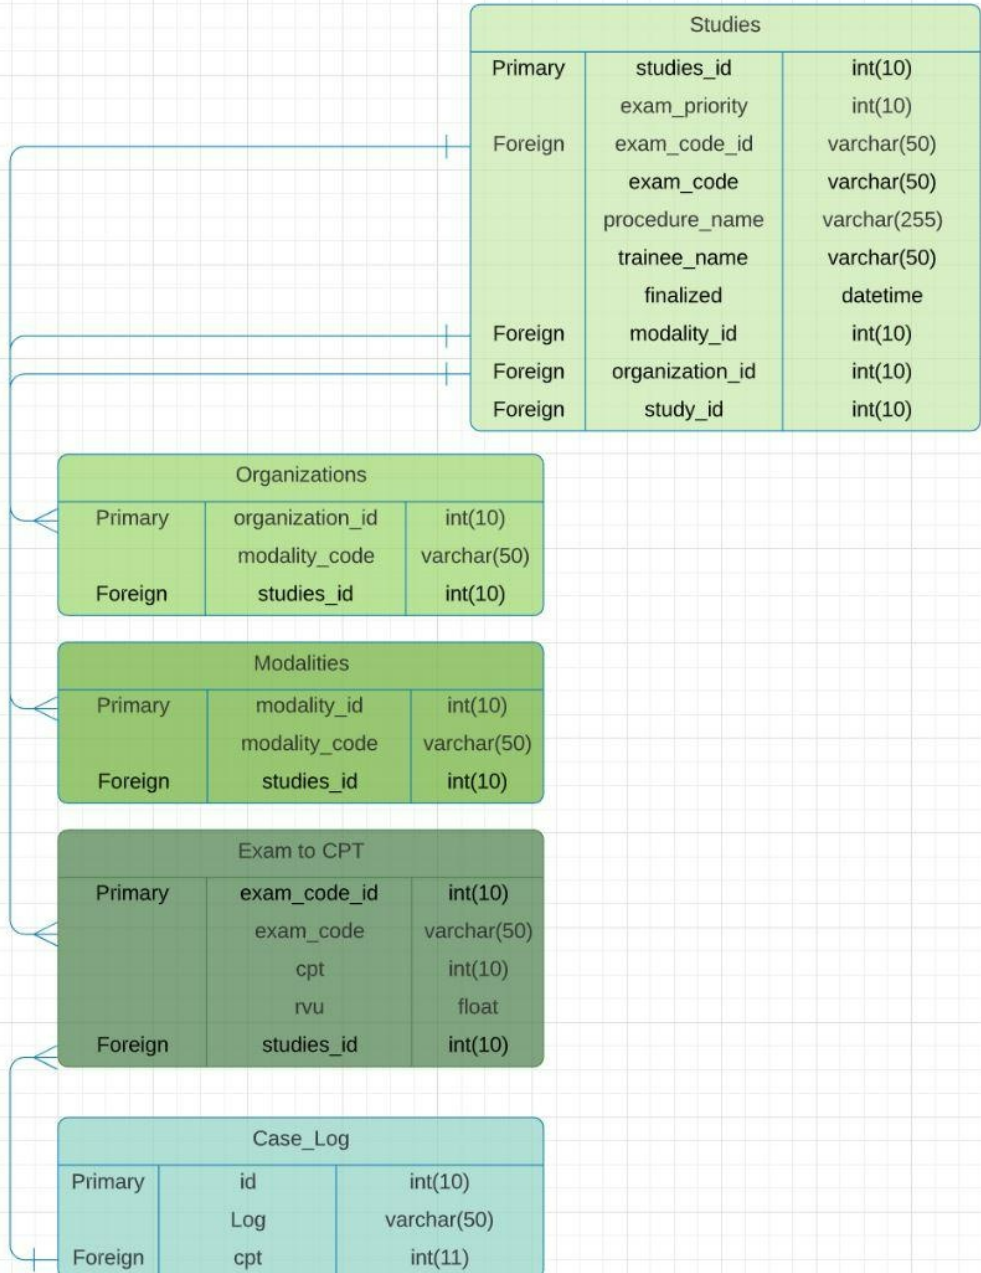 Studies
Primary studies_id int(10)
exam_priority int(10)
Foreign exam_code_id varchar(50)
exam_code varchar(50)
procedure_name varchar(255)
trainee_name varchar(50)
finalized datetime
Foreign modality_id int(10)
Foreign organization_id int(10)
Foreign study_id int(10)
Organizations
Primary organization_id int(10)
modality_code varchar(50)
Foreign studies_id int(10)
Modalities
Primary modality_id int(10)
modality_code varchar(50)
Foreign studies_id int(10)
Exam to CPT
Primary exam_code_id int(10)
exam_code varchar(50)
cpt int(10)
rvu float
Foreign studies_id int(10)
Case_Log
Primary id int(10)
Log varchar(50)
Foreign cpt int(11)